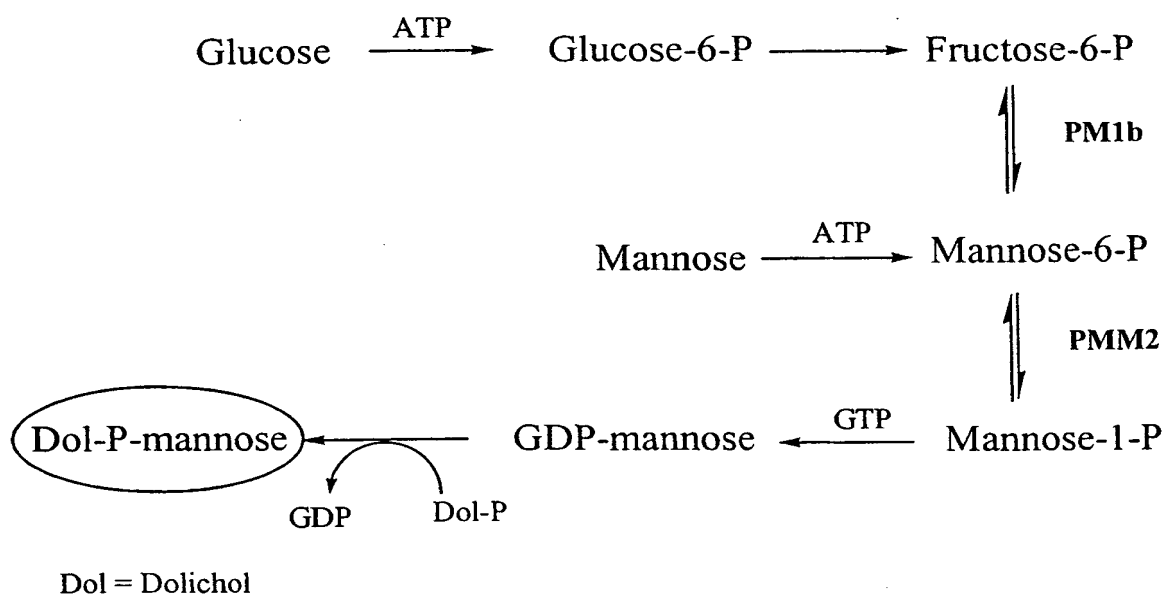 ATP
Glucose Glucose-6-P Fructose-6-P
PM1b
ATP
Mannose Mannose-6-P
PMM2
GTP
Dol-P-mannose GDP-mannose Mannose-1-P
GDP Dol-P
Dol = Dolichol